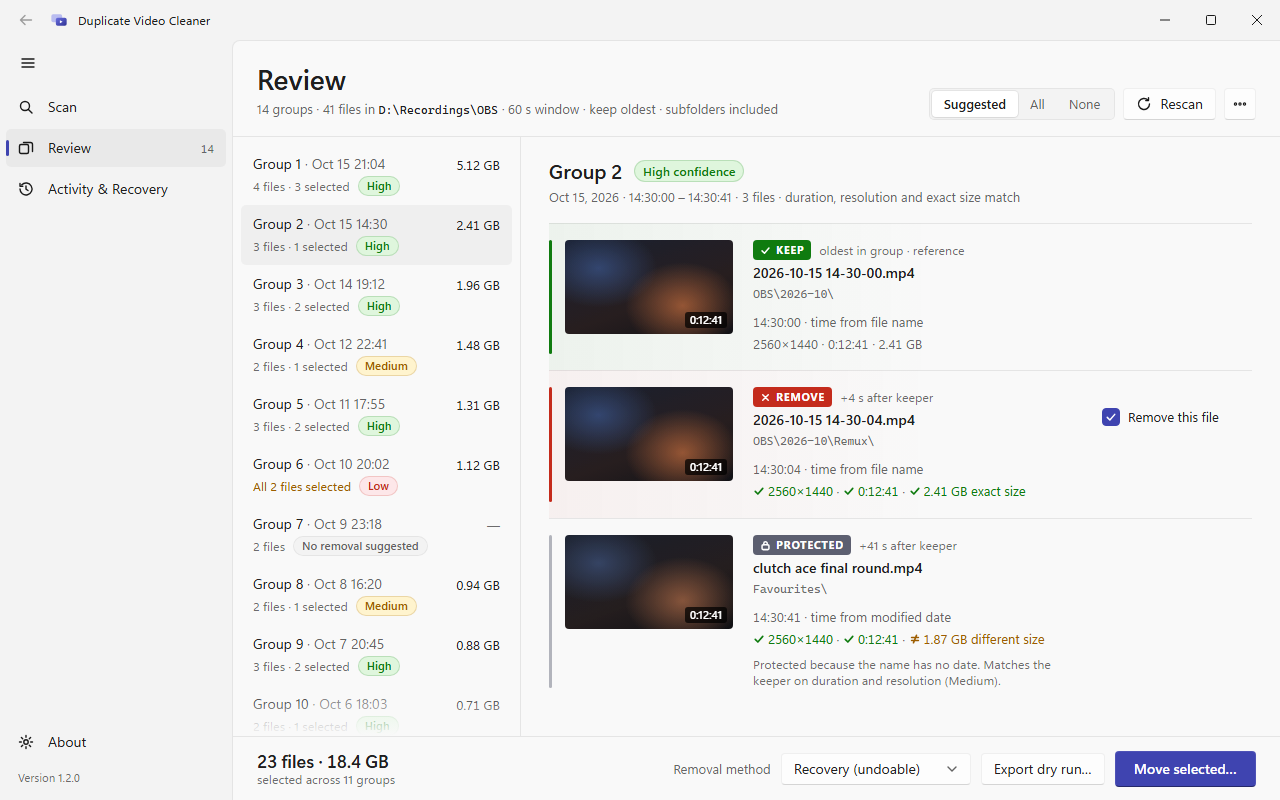 Duplicate Video Cleaner
Scan
Review 14
Activity & Recovery
About
Version 1.2.0
Review
14 groups · 41 files in D:\Recordings\OBS · 60 s window · keep oldest · subfolders included
Suggested All None
Rescan
Group 1 · Oct 15 21:04 5.12 GB
4 files · 3 selected High
Group 2 · Oct 15 14:30 2.41 GB
3 files · 1 selected High
Group 3 · Oct 14 19:12 1.96 GB
3 files · 2 selected High
Group 4 · Oct 12 22:41 1.48 GB
2 files · 1 selected Medium
Group 5 · Oct 11 17:55 1.31 GB
3 files · 2 selected High
Group 6 · Oct 10 20:02 1.12 GB
All 2 files selected Low
Group 7 · Oct 9 23:18 —
2 files No removal suggested
Group 8 · Oct 8 16:20 0.94 GB
2 files · 1 selected Medium
Group 9 · Oct 7 20:45 0.88 GB
3 files · 2 selected High
Group 10 · Oct 6 18:03 0.71 GB
2 files · 1 selected High
Group 2 High confidence
Oct 15, 2026 · 14:30:00 – 14:30:41 · 3 files · duration, resolution and exact size match
0:12:41
KEEP oldest in group · reference
2026-10-15 14-30-00.mp4
OBS\2026-10\
14:30:00 · time from file name
2560×1440 · 0:12:41 · 2.41 GB
0:12:41
REMOVE +4 s after keeper
2026-10-15 14-30-04.mp4
OBS\2026-10\Remux\
14:30:04 · time from file name
✓ 2560×1440 · ✓ 0:12:41 · ✓ 2.41 GB exact size
Remove this file
0:12:41
PROTECTED +41 s after keeper
clutch ace final round.mp4
Favourites\
14:30:41 · time from modified date
✓ 2560×1440 · ✓ 0:12:41 · ≠ 1.87 GB different size
Protected because the name has no date. Matches the
keeper on duration and resolution (Medium).
23 files · 18.4 GB
selected across 11 groups
Removal method Recovery (undoable) Export dry run... Move selected...